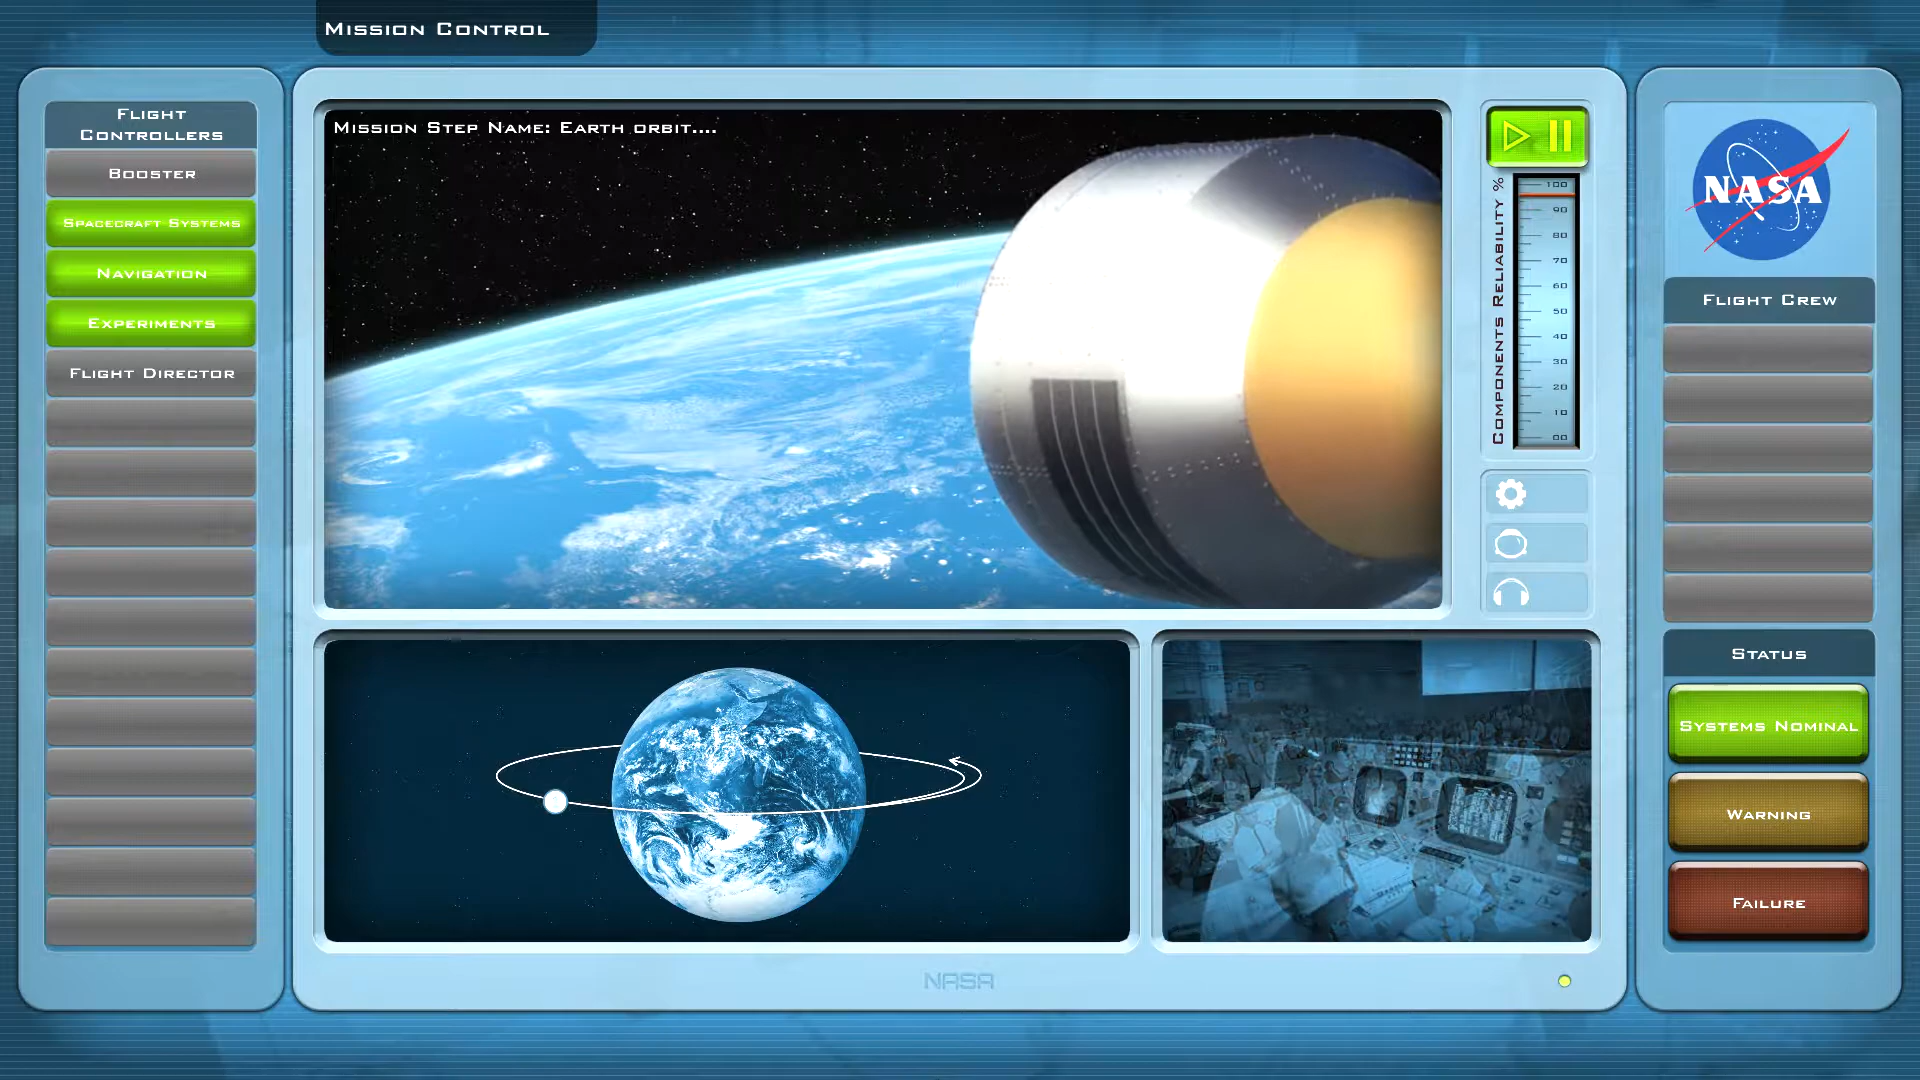 Mission Control
Flight
Controllers
Booster
Spacecraft Systems
Navigation
Experiments
Flight Director
Mission Step Name: Earth orbit....
Components Reliability %
100
90
80
70
60
50
40
30
20
10
00
NASA
Flight Crew
Status
Systems Nominal
Warning
Failure
NASA